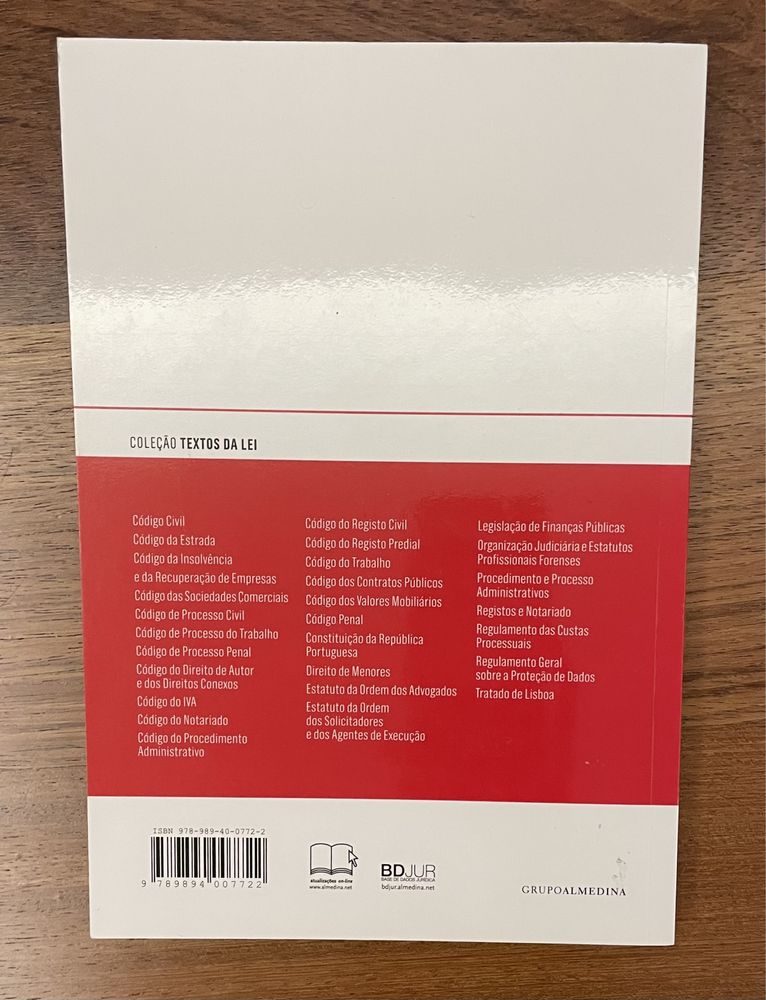 COLEÇÃO TEXTOS DA LEI
Código Civil
Código da Estrada
Código da Insolvência
e da Recuperação de Empresas
Código das Sociedades Comerciais
Código de Processo Civil
Código de Processo do Trabalho
Código de Processo Penal
Código do Direito de Autor
e dos Direitos Conexos
Código do IVA
Código do Notariado
Código do Procedimento
Administrativo
Código do Registo Civil
Código do Registo Predial
Código do Trabalho
Código dos Contratos Públicos
Código dos Valores Mobiliários
Código Penal
Constituição da República
Portuguesa
Direito de Menores
Estatuto da Ordem dos Advogados
Estatuto da Ordem
dos Solicitadores
e dos Agentes de Execução
Legislação de Finanças Públicas
Organização Judiciária e Estatutos
Profissionais Forenses
Procedimento e Processo
Administrativos
Registos e Notariado
Regulamento das Custas
Processuais
Regulamento Geral
sobre a Proteção de Dados
Tratado de Lisboa
ISBN 978-989-40-0772-2
9 789894 007722
atualizações on-line
www.almedina.net
BDJUR
BASE DE DADOS JURÍDICA
bdjur.almedina.net
GRUPOALMEDINA